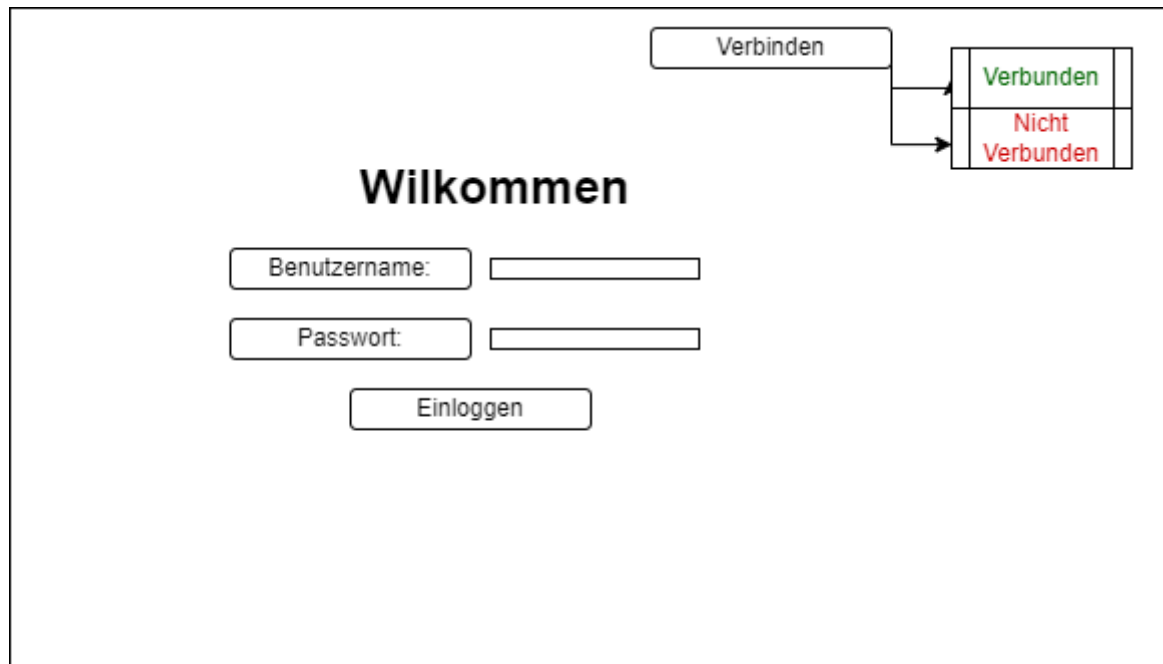 Verbinden
Verbunden
Nicht
Verbunden
Wilkommen
Benutzername:
Passwort:
Einloggen